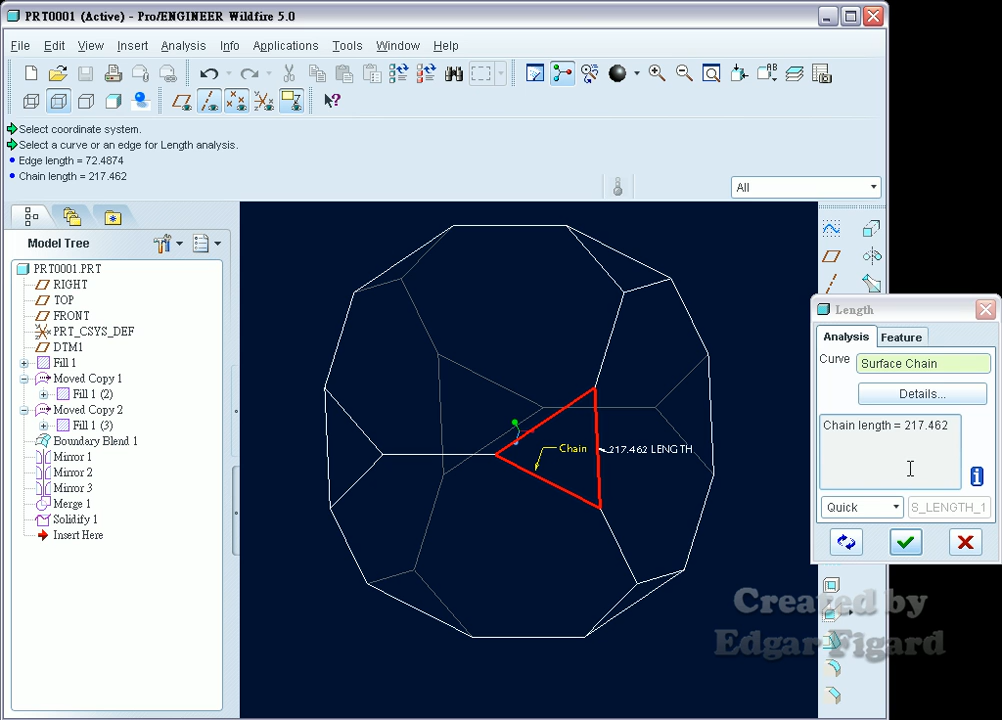 PRT0001 (Active) - Pro/ENGINEER Wildfire 5.0
File Edit View Insert Analysis Info Applications Tools Window Help
Select coordinate system.
Select a curve or an edge for Length analysis.
Edge length = 72.4874
Chain length = 217.462
All
Model Tree
PRT0001.PRT
RIGHT
TOP
FRONT
PRT_CSYS_DEF
DTM1
Fill 1
Moved Copy 1
Fill 1 (2)
Moved Copy 2
Fill 1 (3)
Boundary Blend 1
Mirror 1
Mirror 2
Mirror 3
Merge 1
Solidify 1
Insert Here
Chain
217.462 LENGTH
Length
Analysis Feature
Curve Surface Chain
Details...
Chain length = 217.462
Quick S_LENGTH_1
Created by
Edgar Figard